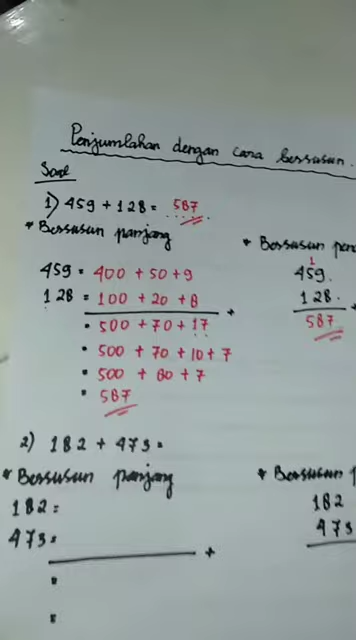 Penjumlahan dengan cara bersusun.
Soal
1) 459 + 128 = 587
* Bersusun panjang
459 = 400 + 50 + 9
128 = 100 + 20 + 8 +
• 500 + 70 + 17
• 500 + 70 + 10 + 7
• 500 + 80 + 7
• 587
* Bersusun
1
459
128
587
2) 182 + 473 =
* Bersusun panjang
182 =
473 =
+
* Bersusun
182
473